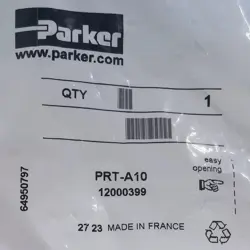 Parker
www.parker.com
QTY 1
PRT-A10
12000399
easy
opening
64950797
27 23 MADE IN FRANCE